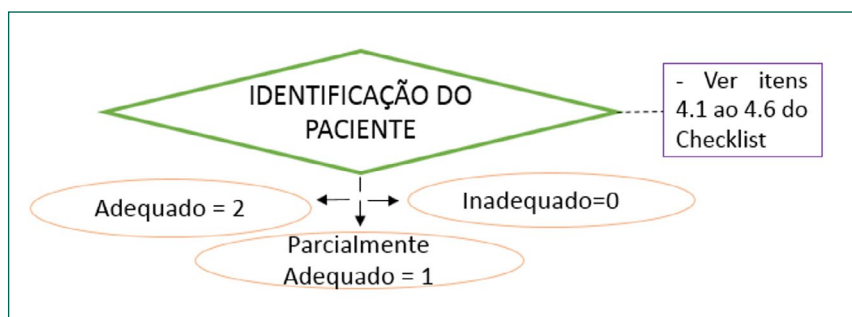 IDENTIFICAÇÃO DO
PACIENTE
- Ver itens
4.1 ao 4.6 do
Checklist
Adequado = 2
Inadequado=0
Parcialmente
Adequado = 1